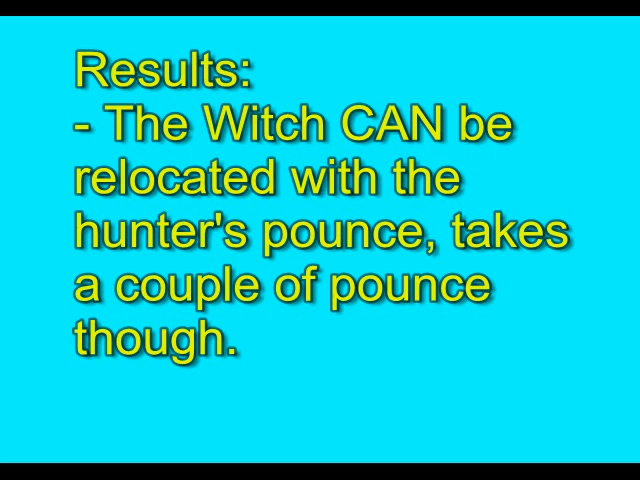 Results:
- The Witch CAN be
relocated with the
hunter's pounce, takes
a couple of pounce
though.